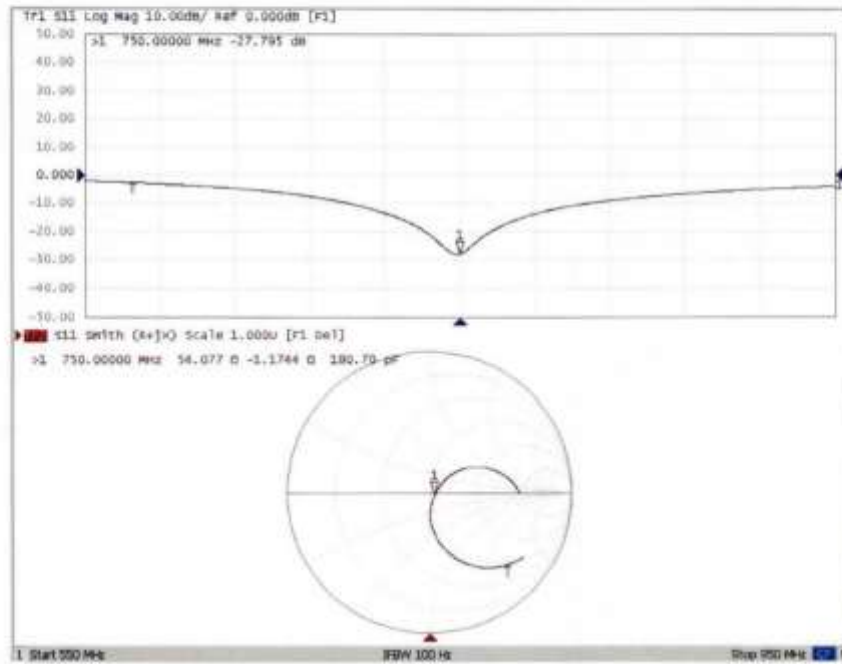 Tr1 S11 Log Mag 10.00dB/ Ref 0.000dB [F1]
50.00
>1 750.00000 MHz -27.795 dB
40.00
30.00
20.00
10.00
0.000
-10.00
1
-20.00
-30.00
-40.00
-50.00
S11 Smith (R+jX) Scale 1.000U [F1 Del]
>1 750.00000 MHz 54.077 Ω -1.1744 Ω 180.70 pF
1
1 Start 550 MHz
IFBW 100 Hz
Stop 950 MHz